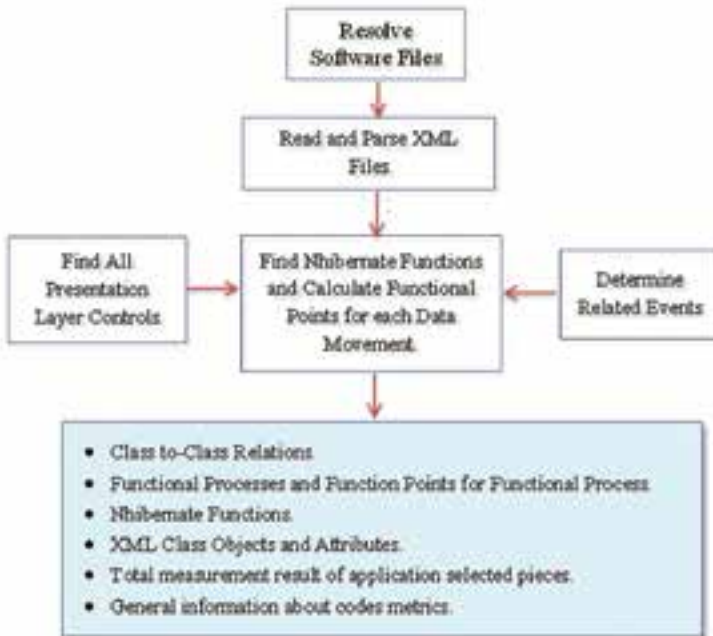 Resolve
Software Files
Read and Parse XML
Files
Find All
Presentation
Layer Controls
Find Nhibernate Functions
and Calculate Functional
Points for each Data
Movement.
Determine
Related Events
• Class to-Class Relations
• Functional Processes and Function Points for Functional Process
• Nhibernate Functions.
• XML Class Objects and Attributes.
• Total measurement result of application selected pieces.
• General information about codes metrics.